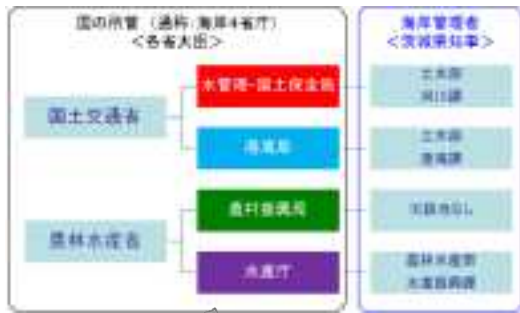 国の所管（通称：海岸4省庁）
＜各省大臣＞
海岸管理者
＜茨城県知事＞
国土交通省
水管理・国土保全局
土木部
河川課
港湾局
土木部
港湾課
農林水産省
農村振興局
水産庁
農林水産部
水産振興課